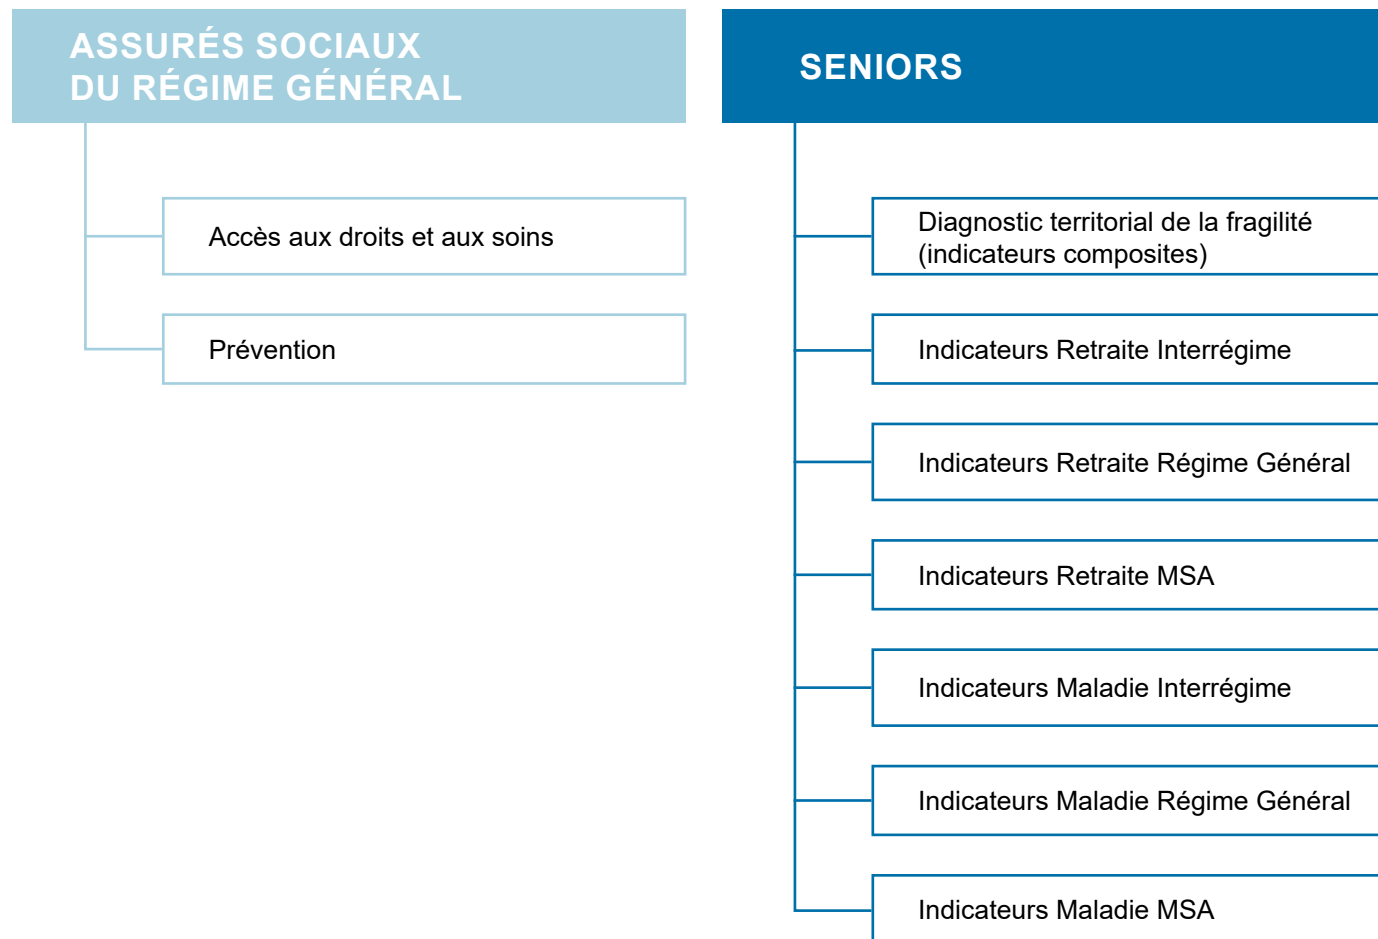 ASSURÉS SOCIAUX
DU RÉGIME GÉNÉRAL
Accès aux droits et aux soins
Prévention
SENIORS
Diagnostic territorial de la fragilité
(indicateurs composites)
Indicateurs Retraite Interrégime
Indicateurs Retraite Régime Général
Indicateurs Retraite MSA
Indicateurs Maladie Interrégime
Indicateurs Maladie Régime Général
Indicateurs Maladie MSA